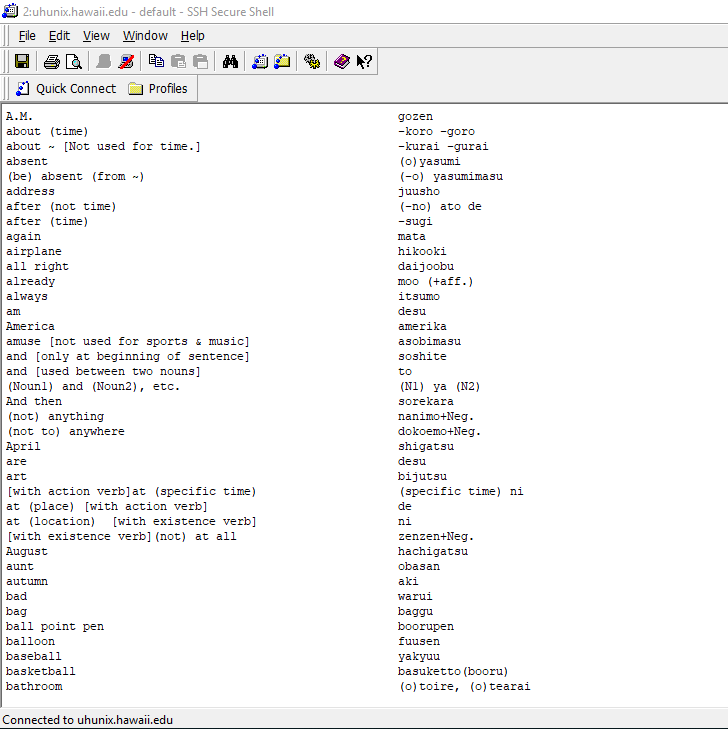 2:uhunix.hawaii.edu - default - SSH Secure Shell
File Edit View Window Help
Quick Connect Profiles
A.M. gozen
about (time) -koro -goro
about ~ [Not used for time.] -kurai -gurai
absent (o)yasumi
(be) absent (from ~) (-o) yasumimasu
address juusho
after (not time) (-no) ato de
after (time) -sugi
again mata
airplane hikooki
all right daijoobu
already moo (+aff.)
always itsumo
am desu
America amerika
amuse [not used for sports & music] asobimasu
and [only at beginning of sentence] soshite
and [used between two nouns] to
(Noun1) and (Noun2), etc. (N1) ya (N2)
And then sorekara
(not) anything nanimo+Neg.
(not to) anywhere dokoemo+Neg.
April shigatsu
are desu
art bijutsu
[with action verb]at (specific time) (specific time) ni
at (place) [with action verb] de
at (location)  [with existence verb] ni
[with existence verb](not) at all zenzen+Neg.
August hachigatsu
aunt obasan
autumn aki
bad warui
bag baggu
ball point pen boorupen
balloon fuusen
baseball yakyuu
basketball basuketto(booru)
bathroom (o)toire, (o)tearai
Connected to uhunix.hawaii.edu